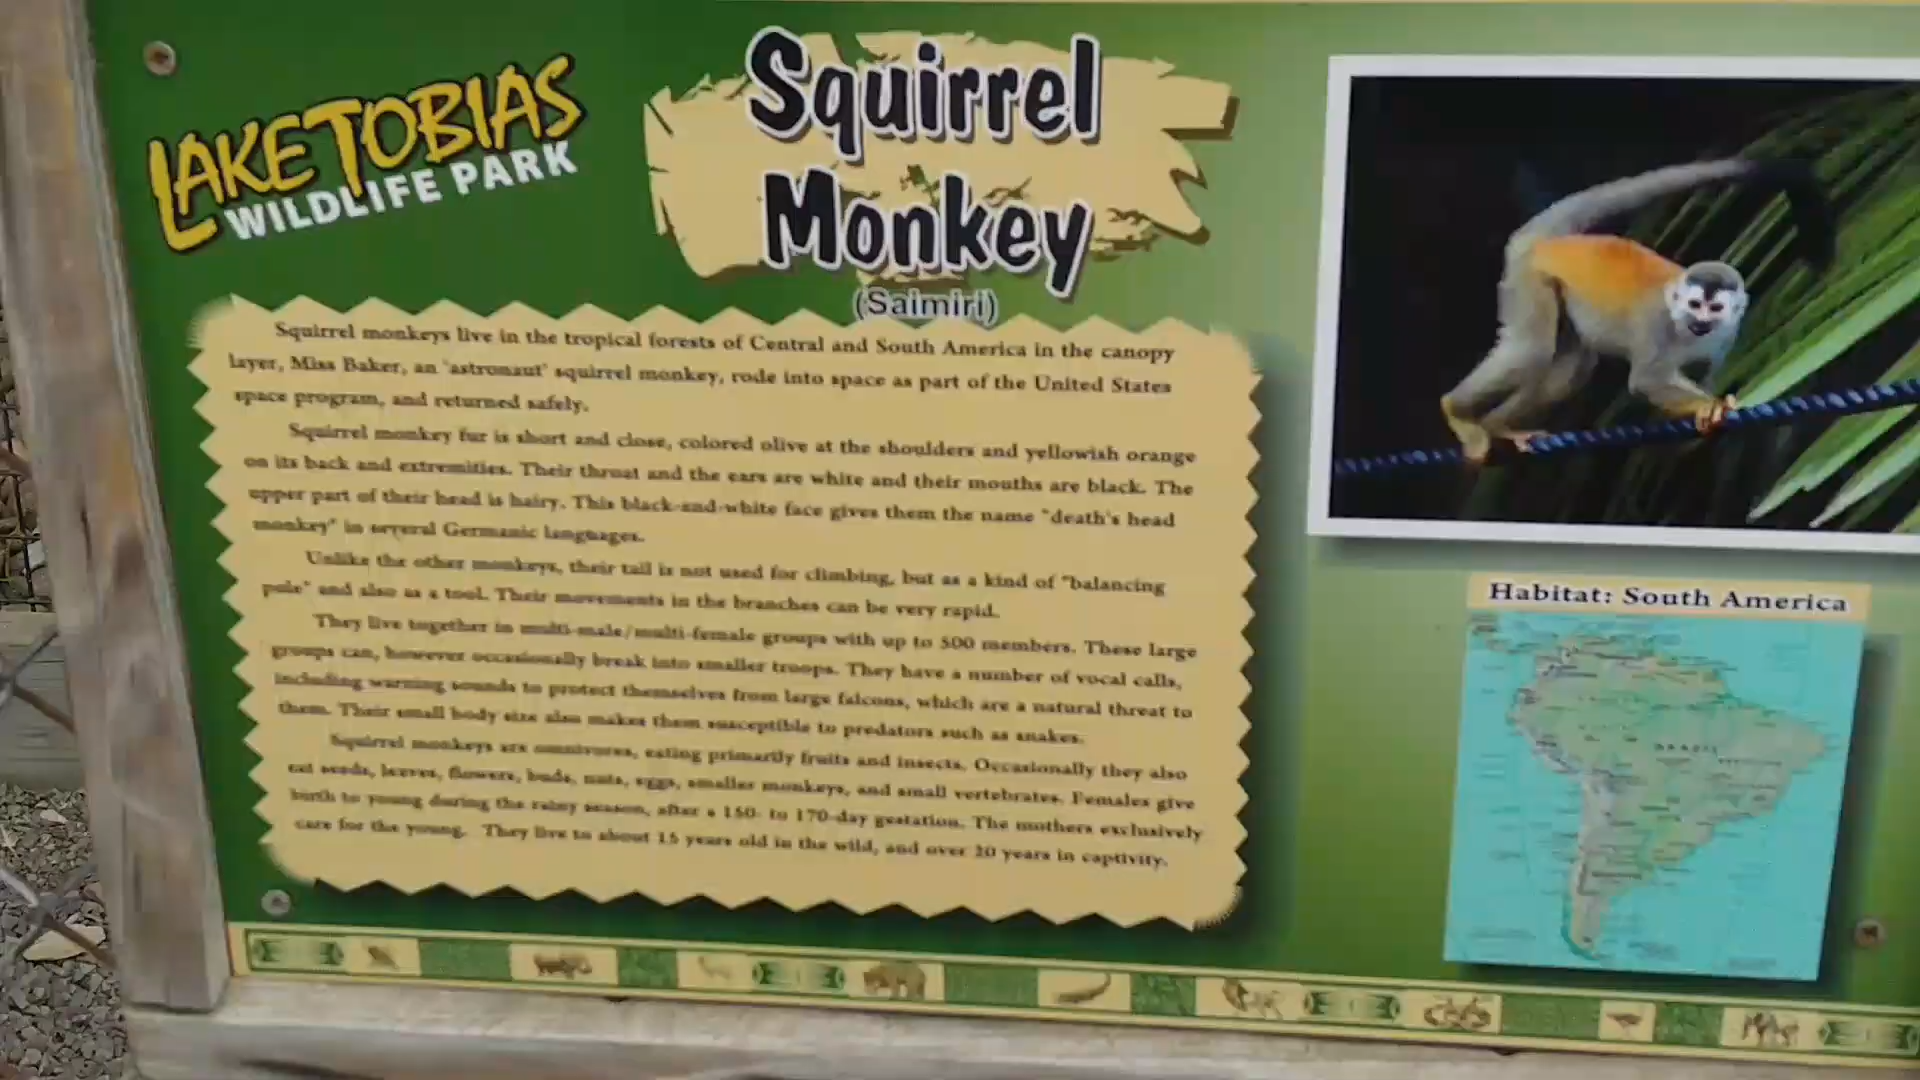 LAKE TOBIAS
WILDLIFE PARK
Squirrel
Monkey
(Saimiri)
Squirrel monkeys live in the tropical forests of Central and South America in the canopy
layer, Miss Baker, an 'astronaut' squirrel monkey, rode into space as part of the United States
space program, and returned safely.
Squirrel monkey fur is short and close, colored olive at the shoulders and yellowish orange
on its back and extremities. Their throat and the ears are white and their mouths are black. The
upper part of their head is hairy. This black-and-white face gives them the name "death's head
monkey" in several Germanic languages.
Unlike the other monkeys, their tail is not used for climbing, but as a kind of "balancing
pole" and also as a tool. Their movements in the branches can be very rapid.
They live together in multi-male/multi-female groups with up to 500 members. These large
groups can, however occasionally break into smaller troops. They have a number of vocal calls,
including warning sounds to protect themselves from large falcons, which are a natural threat to
them. Their small body size also makes them susceptible to predators such as snakes.
Squirrel monkeys are omnivores, eating primarily fruits and insects. Occasionally they also
eat seeds, leaves, flowers, buds, nuts, eggs, smaller monkeys, and small vertebrates. Females give
birth to young during the rainy season, after a 150- to 170-day gestation. The mothers exclusively
care for the young. They live to about 15 years old in the wild, and over 20 years in captivity.
Habitat: South America
BRAZIL